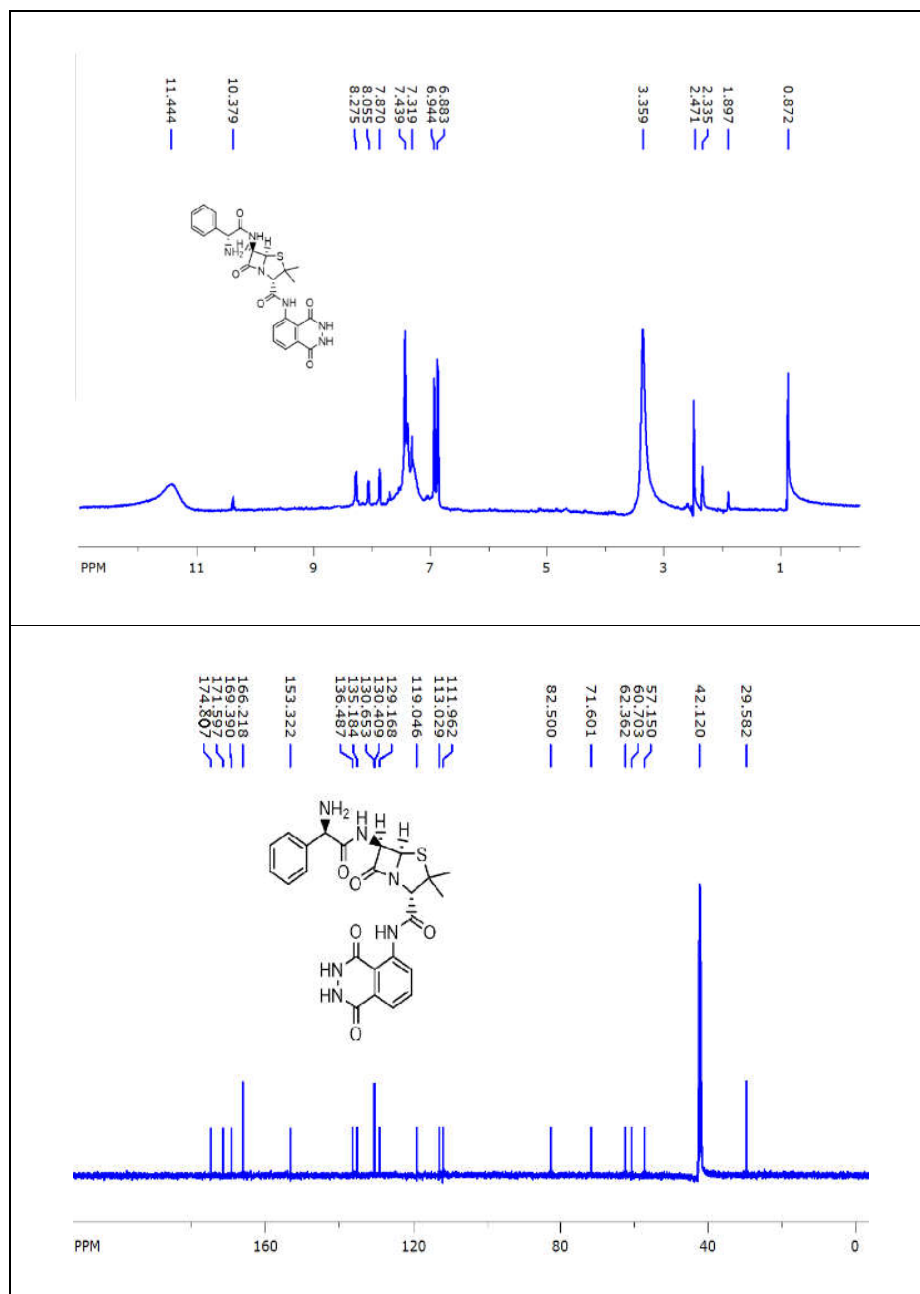 11.444 10.379 8.275 8.055 7.870 7.439 7.319 6.944 6.883 3.359 2.471 2.335 1.897 0.872
O
NH
H H
NH₂ S
N
O
O NH O
NH
NH
O
PPM 11 9 7 5 3 1
174.807 171.597 169.390 166.218 153.322 136.487 135.184 130.653 130.409 129.168 119.046 113.029 111.962 82.500 71.601 62.362 60.703 57.150 42.120 29.582
NH₂ H H H
N S
O O N
O HN O
HN
HN
O
PPM 160 120 80 40 0